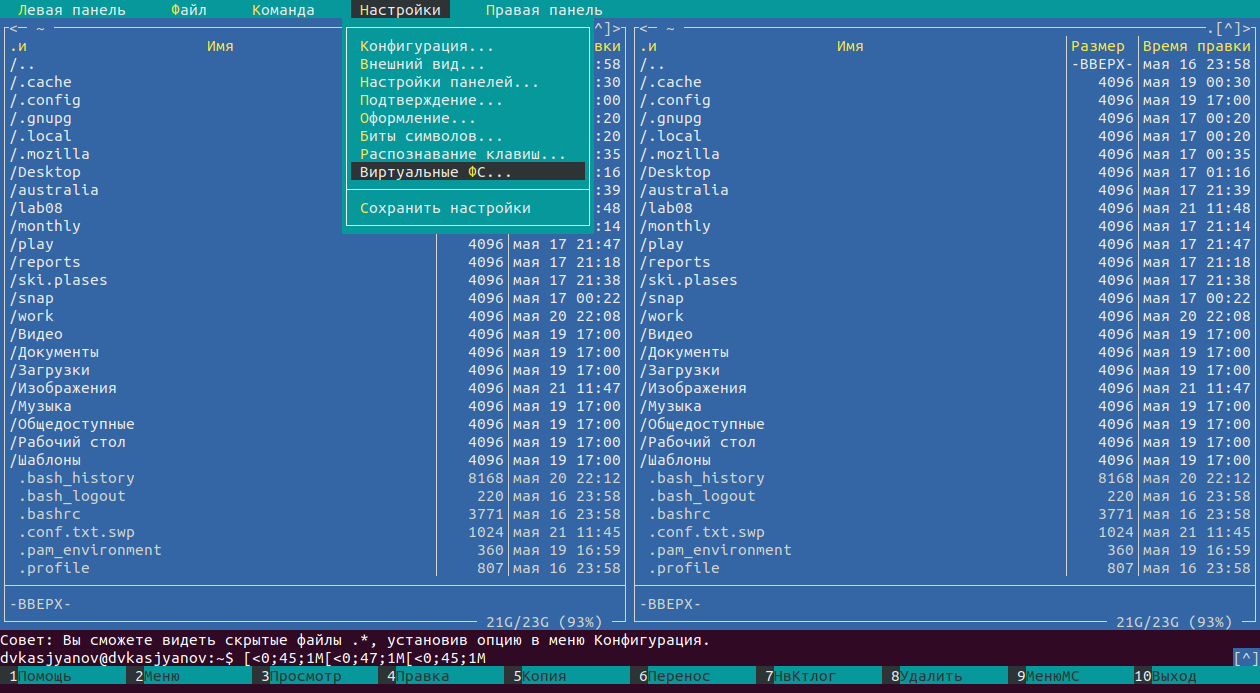 Левая панель Файл Команда Настройки Правая панель
<─ ~ ^]>┐ <─ ~ .[^]>
.и Имя вки .и Имя Размер Время правки
Конфигурация...
/.. :58 /.. -ВВЕРХ- мая 16 23:58
Внешний вид...
/.cache :30 /.cache 4096 мая 19 00:30
Настройки панелей...
/.config :00 /.config 4096 мая 19 17:00
Подтверждение...
/.gnupg :20 /.gnupg 4096 мая 17 00:20
Оформление...
/.local :20 /.local 4096 мая 17 00:20
Биты символов...
/.mozilla :35 /.mozilla 4096 мая 17 00:35
Распознавание клавиш...
/Desktop :16 /Desktop 4096 мая 17 01:16
Виртуальные ФС...
/australia :39 /australia 4096 мая 17 21:39
/lab08 :48 /lab08 4096 мая 21 11:48
Сохранить настройки
/monthly :14 /monthly 4096 мая 17 21:14
/play 4096 мая 17 21:47 /play 4096 мая 17 21:47
/reports 4096 мая 17 21:18 /reports 4096 мая 17 21:18
/ski.plases 4096 мая 17 21:38 /ski.plases 4096 мая 17 21:38
/snap 4096 мая 17 00:22 /snap 4096 мая 17 00:22
/work 4096 мая 20 22:08 /work 4096 мая 20 22:08
/Видео 4096 мая 19 17:00 /Видео 4096 мая 19 17:00
/Документы 4096 мая 19 17:00 /Документы 4096 мая 19 17:00
/Загрузки 4096 мая 19 17:00 /Загрузки 4096 мая 19 17:00
/Изображения 4096 мая 21 11:47 /Изображения 4096 мая 21 11:47
/Музыка 4096 мая 19 17:00 /Музыка 4096 мая 19 17:00
/Общедоступные 4096 мая 19 17:00 /Общедоступные 4096 мая 19 17:00
/Рабочий стол 4096 мая 19 17:00 /Рабочий стол 4096 мая 19 17:00
/Шаблоны 4096 мая 19 17:00 /Шаблоны 4096 мая 19 17:00
.bash_history 8168 мая 20 22:12 .bash_history 8168 мая 20 22:12
.bash_logout 220 мая 16 23:58 .bash_logout 220 мая 16 23:58
.bashrc 3771 мая 16 23:58 .bashrc 3771 мая 16 23:58
.conf.txt.swp 1024 мая 21 11:45 .conf.txt.swp 1024 мая 21 11:45
.pam_environment 360 мая 19 16:59 .pam_environment 360 мая 19 16:59
.profile 807 мая 16 23:58 .profile 807 мая 16 23:58
-ВВЕРХ- -ВВЕРХ-
21G/23G (93%) 21G/23G (93%)
Совет: Вы сможете видеть скрытые файлы .*, установив опцию в меню Конфигурация.
dvkasjyanov@dvkasjyanov:~$ [<0;45;1M[<0;47;1M[<0;45;1M [^]
1Помощь 2Меню 3Просмотр 4Правка 5Копия 6Перенос 7НвКтлог 8Удалить 9МенюМС 10Выход